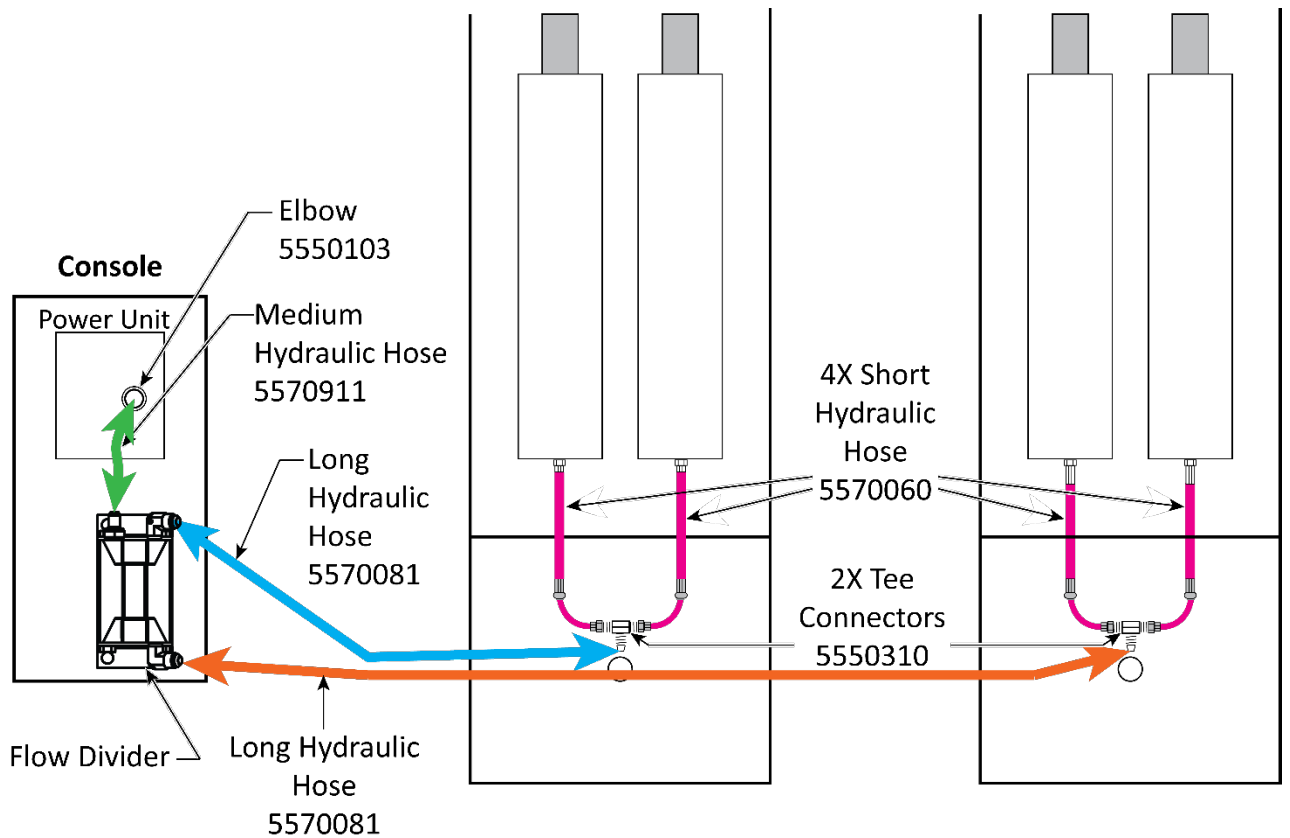 Elbow
5550103
Console
Power Unit
Medium
Hydraulic Hose
5570911
Long
Hydraulic
Hose
5570081
4X Short
Hydraulic
Hose
5570060
2X Tee
Connectors
5550310
Flow Divider
Long Hydraulic
Hose
5570081